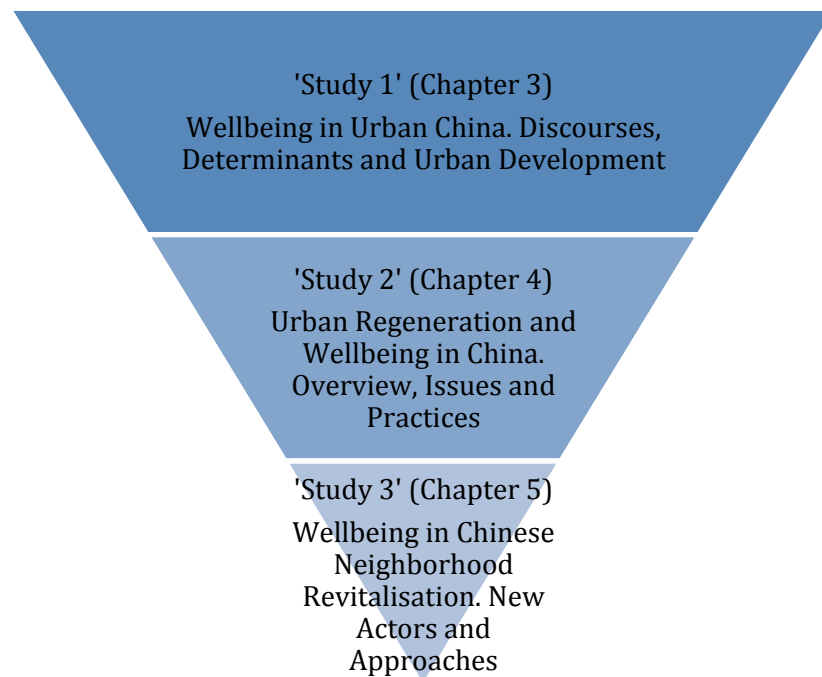 'Study 1' (Chapter 3)
Wellbeing in Urban China. Discourses,
Determinants and Urban Development
'Study 2' (Chapter 4)
Urban Regeneration and
Wellbeing in China.
Overview, Issues and
Practices
'Study 3' (Chapter 5)
Wellbeing in Chinese
Neighborhood
Revitalisation. New
Actors and
Approaches